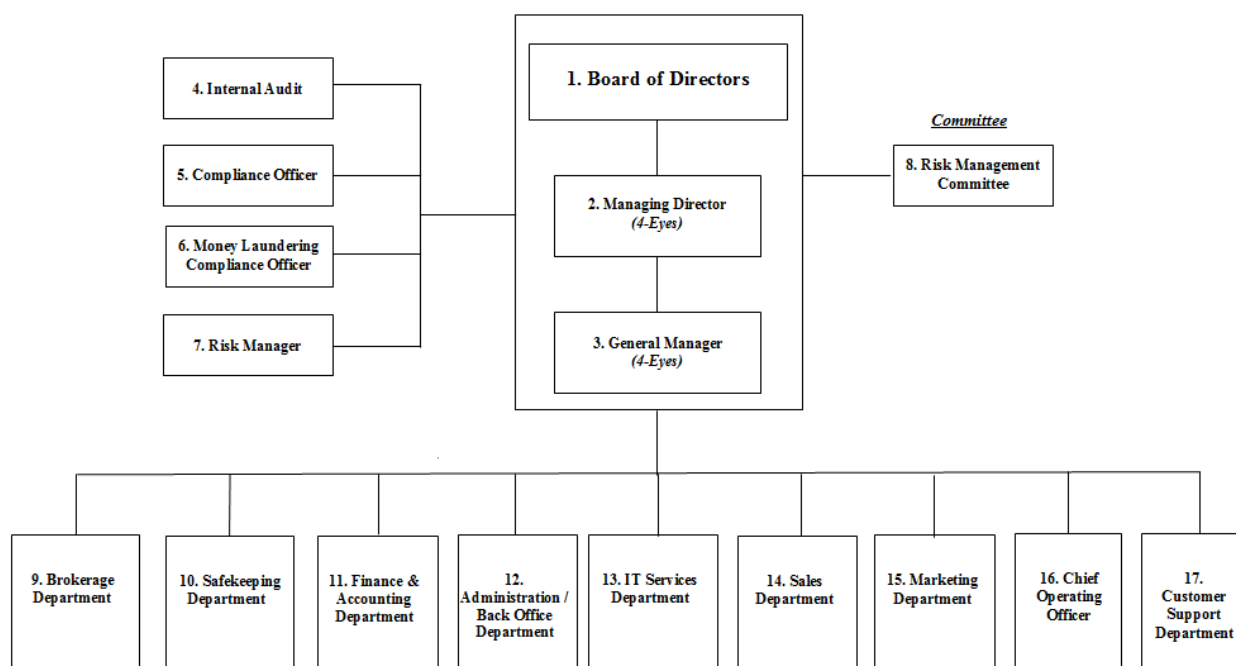 1. Board of Directors
4. Internal Audit
Committee
5. Compliance Officer
8. Risk Management
Committee
2. Managing Director
(4-Eyes)
6. Money Laundering
Compliance Officer
7. Risk Manager
3. General Manager
(4-Eyes)
9. Brokerage
Department
10. Safekeeping
Department
11. Finance &
Accounting
Department
12.
Administration /
Back Office
Department
13. IT Services
Department
14. Sales
Department
15. Marketing
Department
16. Chief
Operating
Officer
17.
Customer
Support
Department